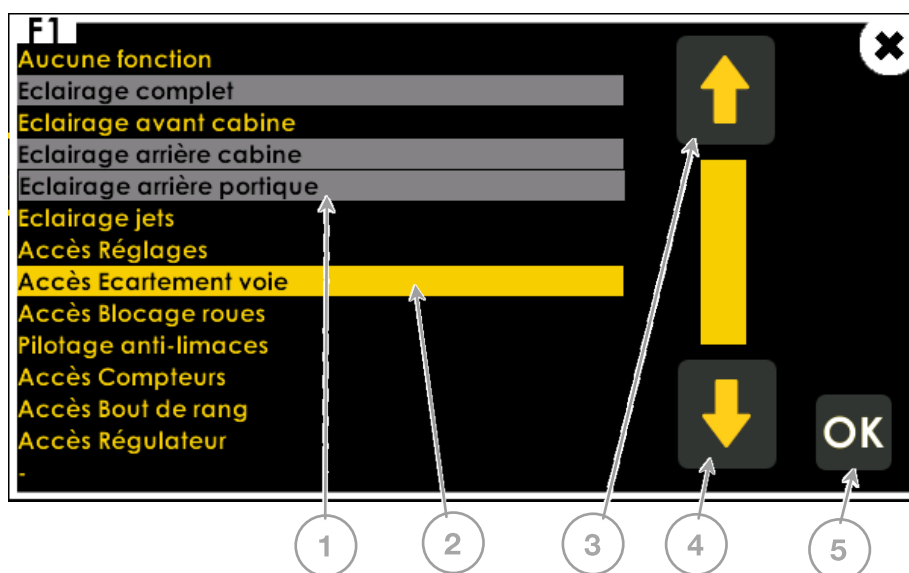 F1
Aucune fonction
Eclairage complet
Eclairage avant cabine
Eclairage arrière cabine
Eclairage arrière portique
Eclairage jets
Accès Réglages
Accès Ecartement voie
Accès Blocage roues
Pilotage anti-limaces
Accès Compteurs
Accès Bout de rang
Accès Régulateur
-
OK
1 2 3 4 5